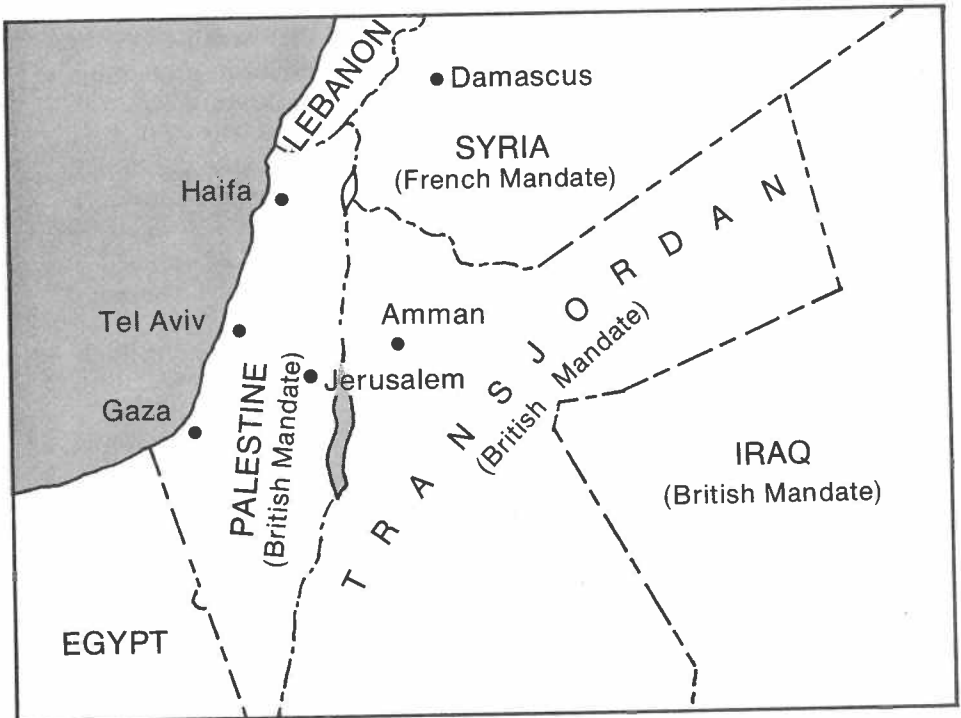 LEBANON
Damascus
SYRIA
(French Mandate)
Haifa
TRANSJORDAN
(British Mandate)
Tel Aviv
Amman
Jerusalem
Gaza
PALESTINE
(British Mandate)
IRAQ
(British Mandate)
EGYPT